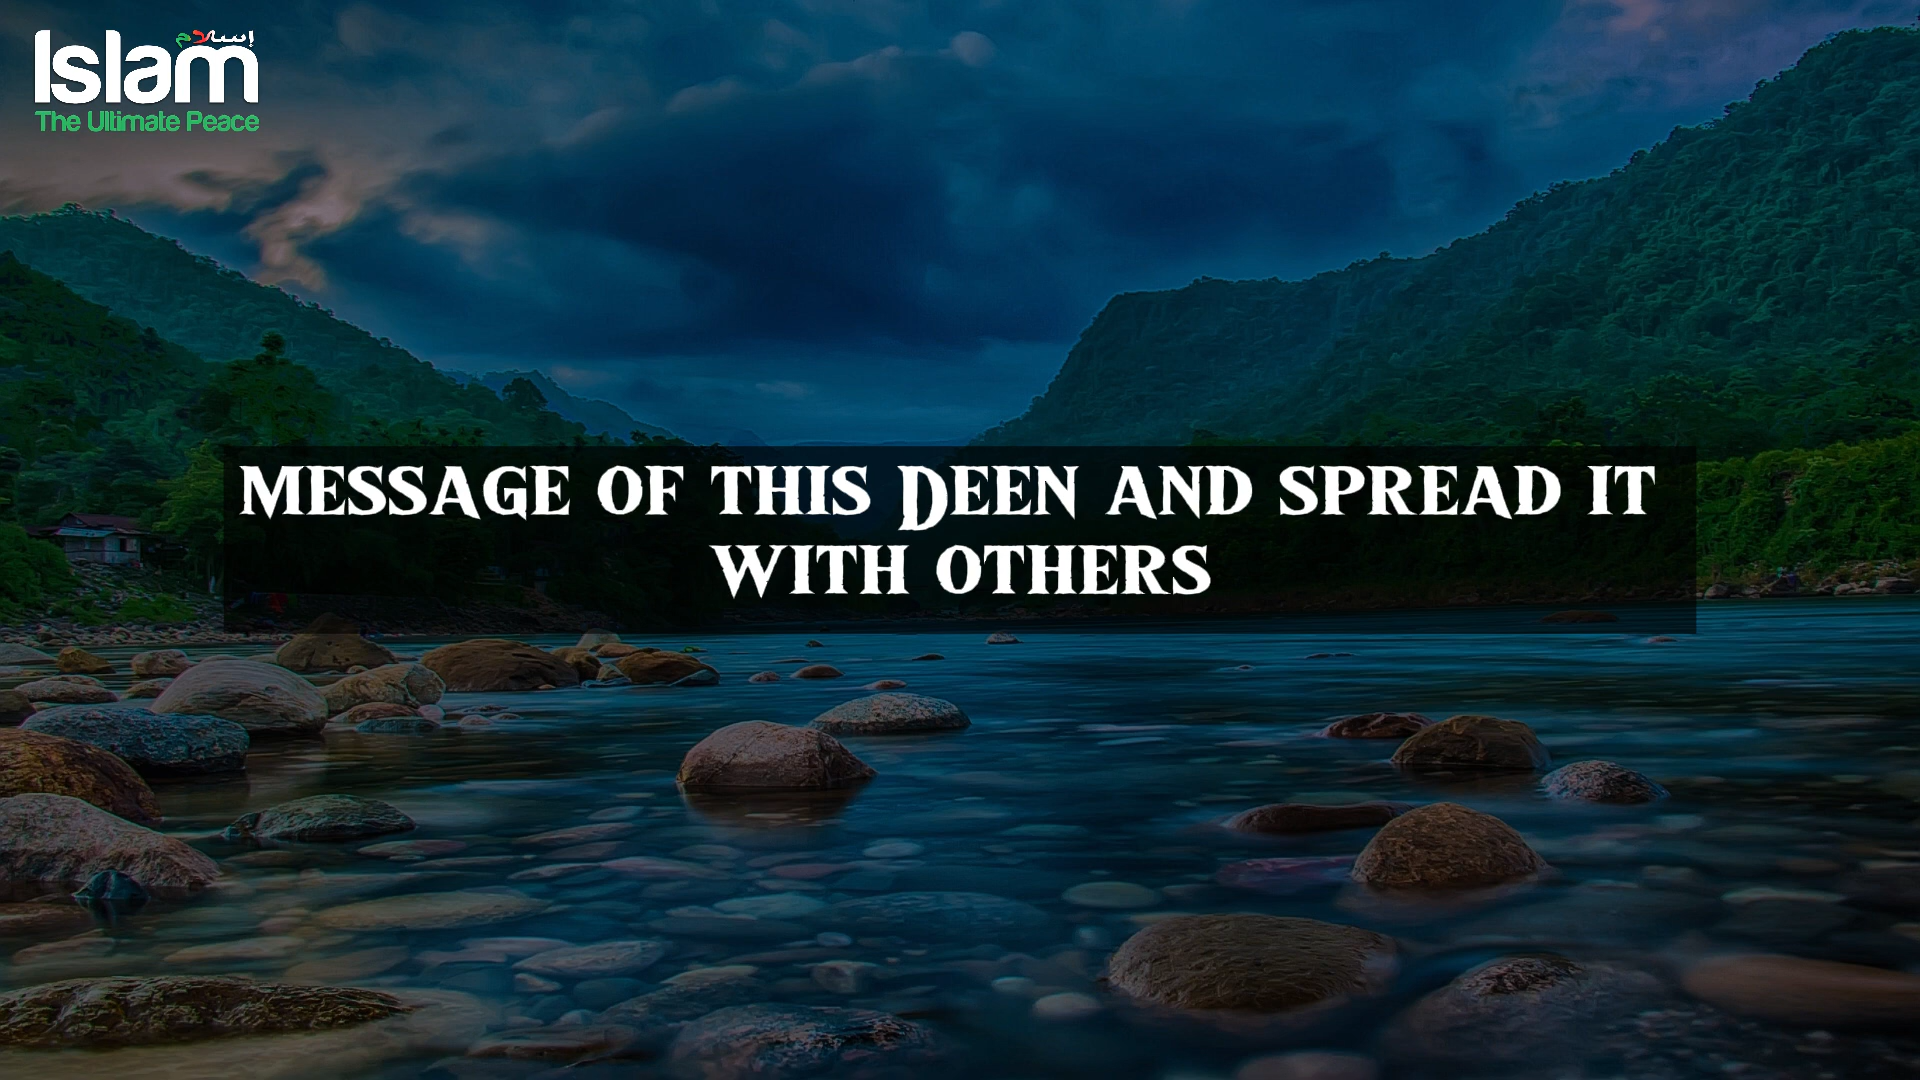 إسلام
Islam
The Ultimate Peace
MESSAGE OF THIS DEEN AND SPREAD IT
WITH OTHERS